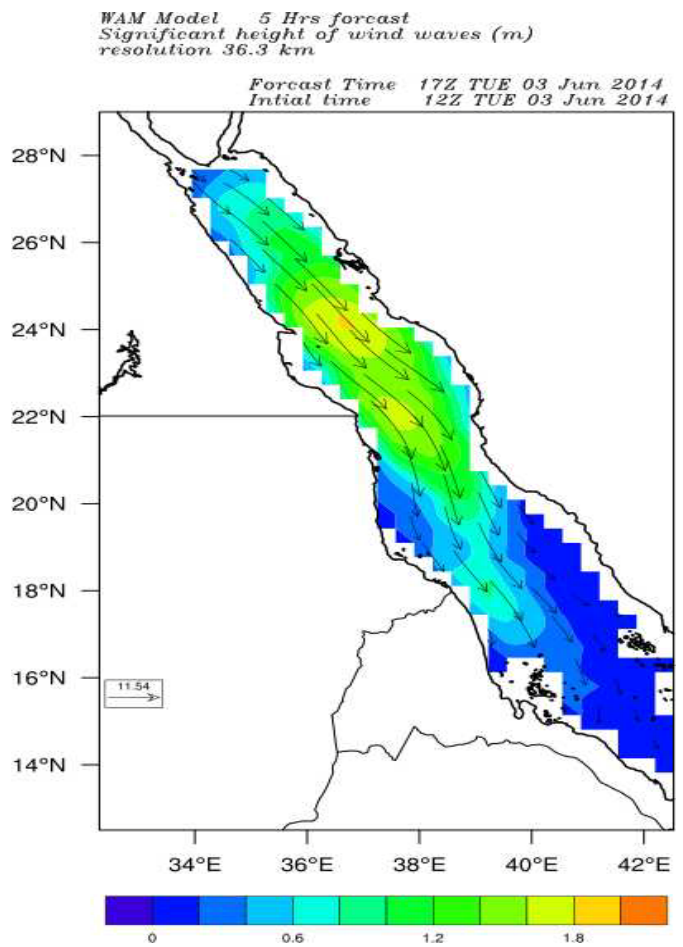 WAM Model 5 Hrs forcast
Significant height of wind waves (m)
resolution 36.3 km
Forcast Time 17Z TUE 03 Jun 2014
Intial time 12Z TUE 03 Jun 2014
28°N
26°N
24°N
22°N
20°N
18°N
16°N
14°N
11.54
34°E 36°E 38°E 40°E 42°E
0 0.6 1.2 1.8